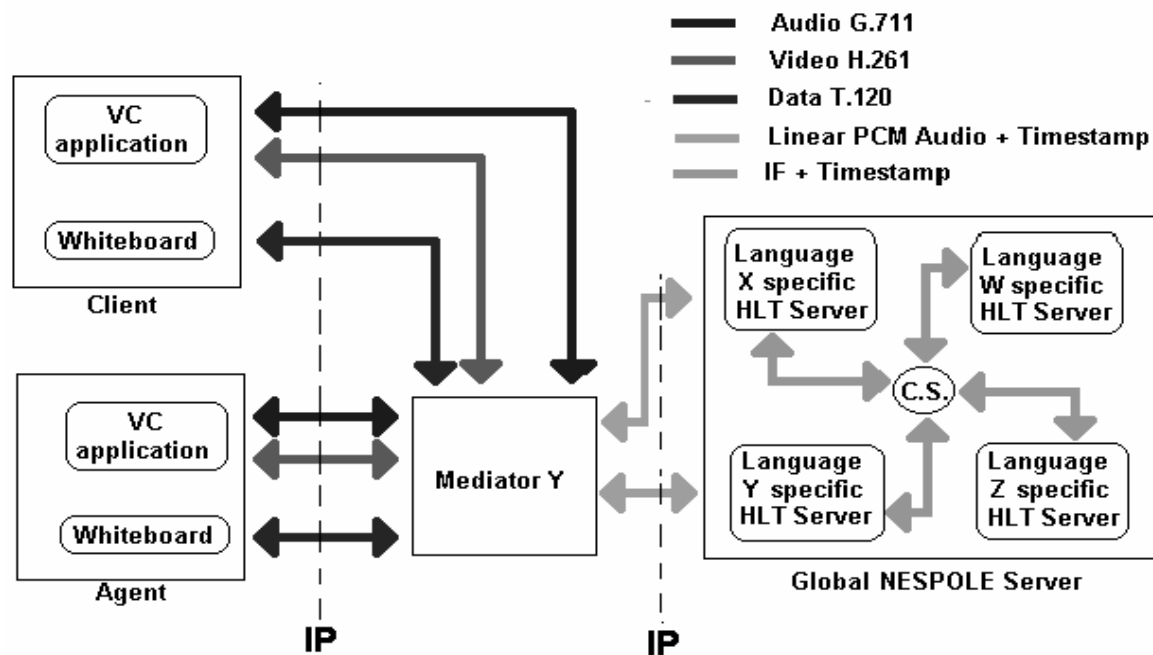 Audio G.711
Video H.261
Data T.120
Linear PCM Audio + Timestamp
IF + Timestamp
VC
application
Whiteboard
Client
VC
application
Whiteboard
Agent
IP
Mediator Y
IP
Language
X specific
HLT Server
Language
W specific
HLT Server
C.S.
Language
Y specific
HLT Server
Language
Z specific
HLT Server
Global NESPOLE Server